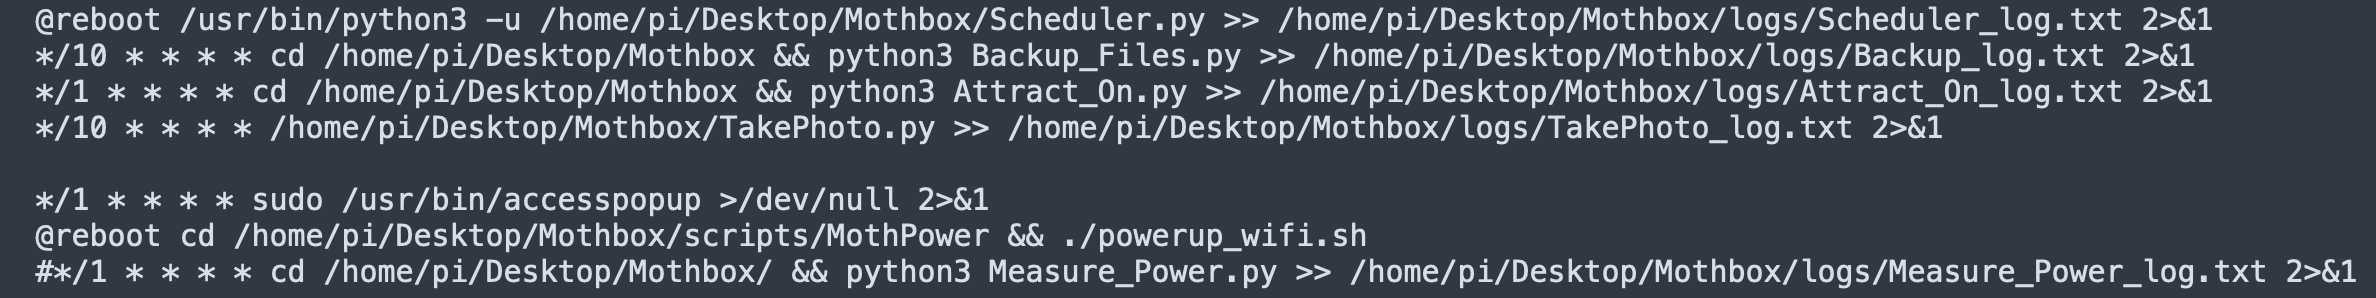 @reboot /usr/bin/python3 -u /home/pi/Desktop/Mothbox/Scheduler.py >> /home/pi/Desktop/Mothbox/logs/Scheduler_log.txt 2>&1
*/10 * * * * cd /home/pi/Desktop/Mothbox && python3 Backup_Files.py >> /home/pi/Desktop/Mothbox/logs/Backup_log.txt 2>&1
*/1 * * * * cd /home/pi/Desktop/Mothbox && python3 Attract_On.py >> /home/pi/Desktop/Mothbox/logs/Attract_On_log.txt 2>&1
*/10 * * * * /home/pi/Desktop/Mothbox/TakePhoto.py >> /home/pi/Desktop/Mothbox/logs/TakePhoto_log.txt 2>&1
*/1 * * * * sudo /usr/bin/accesspopup >/dev/null 2>&1
@reboot cd /home/pi/Desktop/Mothbox/scripts/MothPower && ./powerup_wifi.sh
#*/1 * * * * cd /home/pi/Desktop/Mothbox/ && python3 Measure_Power.py >> /home/pi/Desktop/Mothbox/logs/Measure_Power_log.txt 2>&1